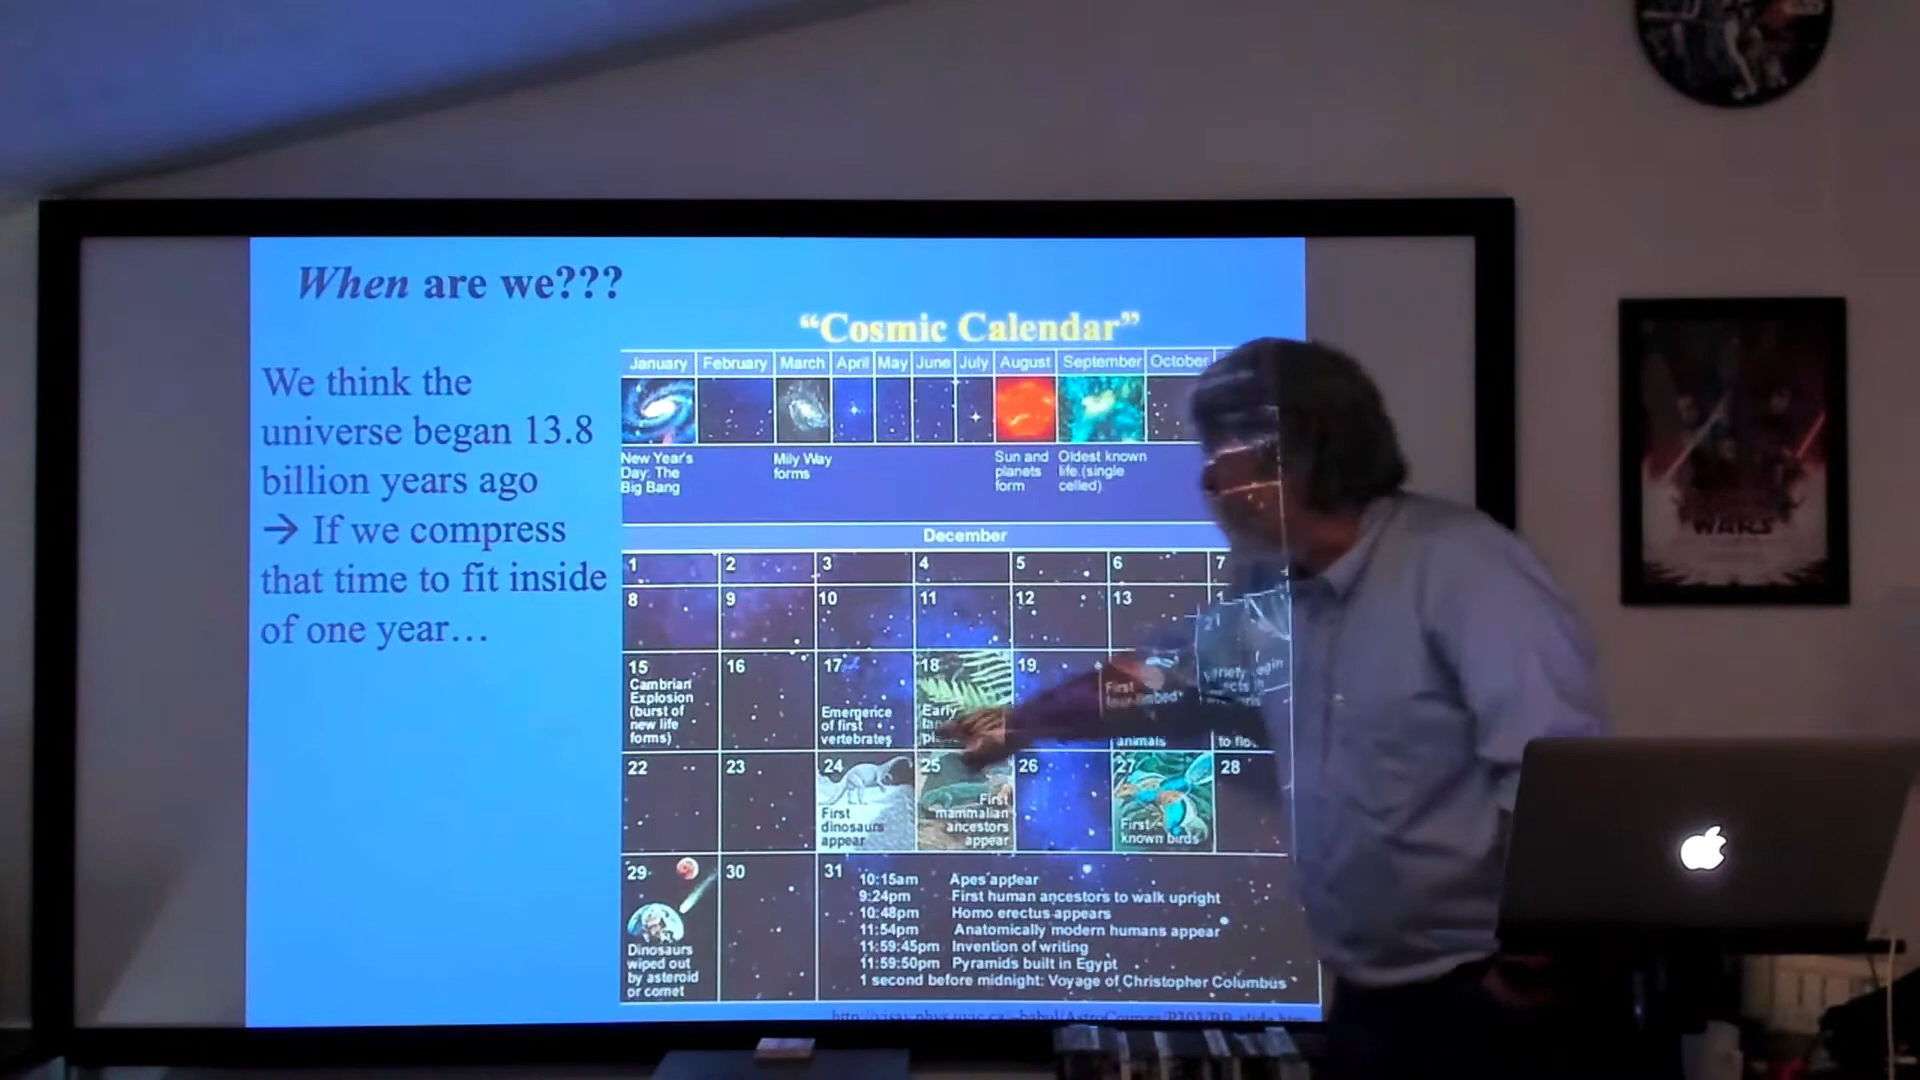 When are we???
"Cosmic Calendar"
We think the
universe began 13.8
billion years ago
→ If we compress
that time to fit inside
of one year…
January February March April May June July August September October
New Year's
Day: The
Big Bang
Mily Way
forms
Sun and
planets
form
Oldest known
life (single
celled)
December
1 2 3 4 5 6 7
8 9 10 11 12 13
15
Cambrian
Explosion
(burst of
new life
forms)
16
17
Emergence
of first
vertebrates
18
Early
19
First
animals
22
23
24
First
dinosaurs
appear
25
First
mammalian
ancestors
appear
26
27
First
known birds
28
29
Dinosaurs
wiped out
by asteroid
or comet
30
31
10:15am Apes appear
9:24pm First human ancestors to walk upright
10:48pm Homo erectus appears
11:54pm Anatomically modern humans appear
11:59:45pm Invention of writing
11:59:50pm Pyramids built in Egypt
1 second before midnight: Voyage of Christopher Columbus
WARS